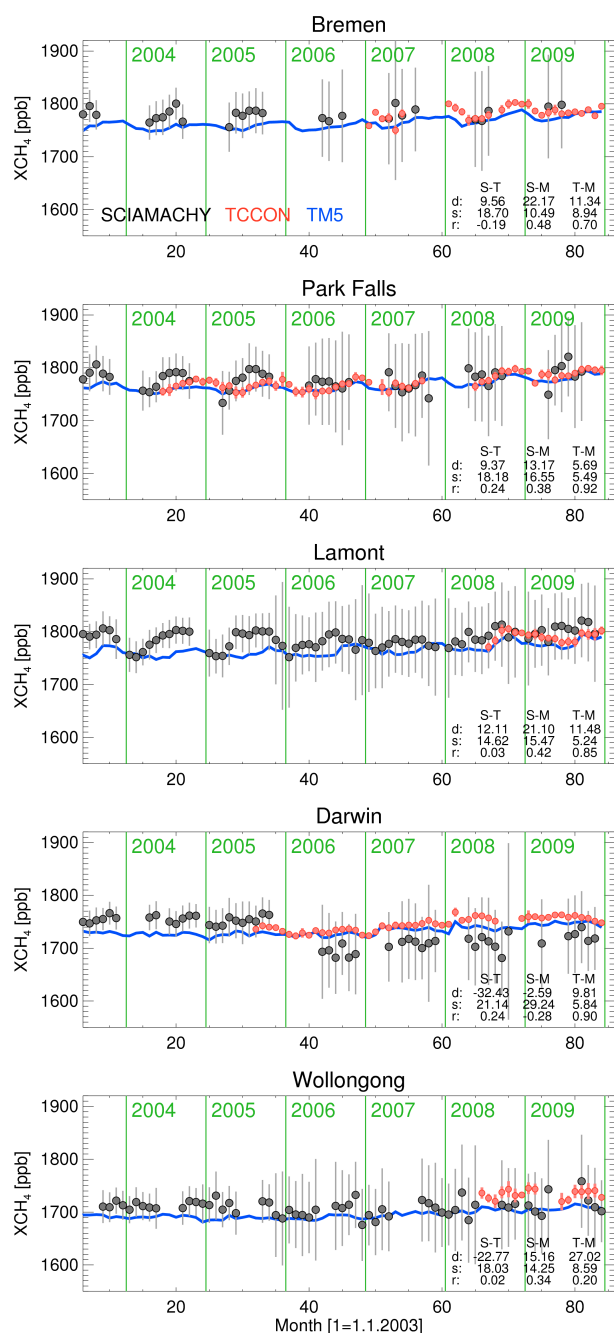 Bremen
1900
2004 2005 2006 2007 2008 2009
1800
XCH4 [ppb]
1700
S-T S-M T-M
d: 9.56 22.17 11.34
SCIAMACHY TCCON TM5
s: 18.70 10.49 8.94
r: -0.19 0.48 0.70
1600
20 40 60 80
Park Falls
1900
2004 2005 2006 2007 2008 2009
1800
XCH4 [ppb]
1700
S-T S-M T-M
d: 9.37 13.17 5.69
s: 18.18 16.55 5.49
r: 0.24 0.38 0.92
1600
20 40 60 80
Lamont
1900
2004 2005 2006 2007 2008 2009
1800
XCH4 [ppb]
1700
S-T S-M T-M
d: 12.11 21.10 11.48
s: 14.62 15.47 5.24
r: 0.03 0.42 0.85
1600
20 40 60 80
Darwin
1900
2004 2005 2006 2007 2008 2009
1800
XCH4 [ppb]
1700
S-T S-M T-M
d: -32.43 -2.59 9.81
s: 21.14 29.24 5.84
r: 0.24 -0.28 0.90
1600
20 40 60 80
Wollongong
1900
2004 2005 2006 2007 2008 2009
1800
XCH4 [ppb]
1700
S-T S-M T-M
d: -22.77 15.16 27.02
s: 18.03 14.25 8.59
r: 0.02 0.34 0.20
1600
20 40 60 80
Month [1=1.1.2003]